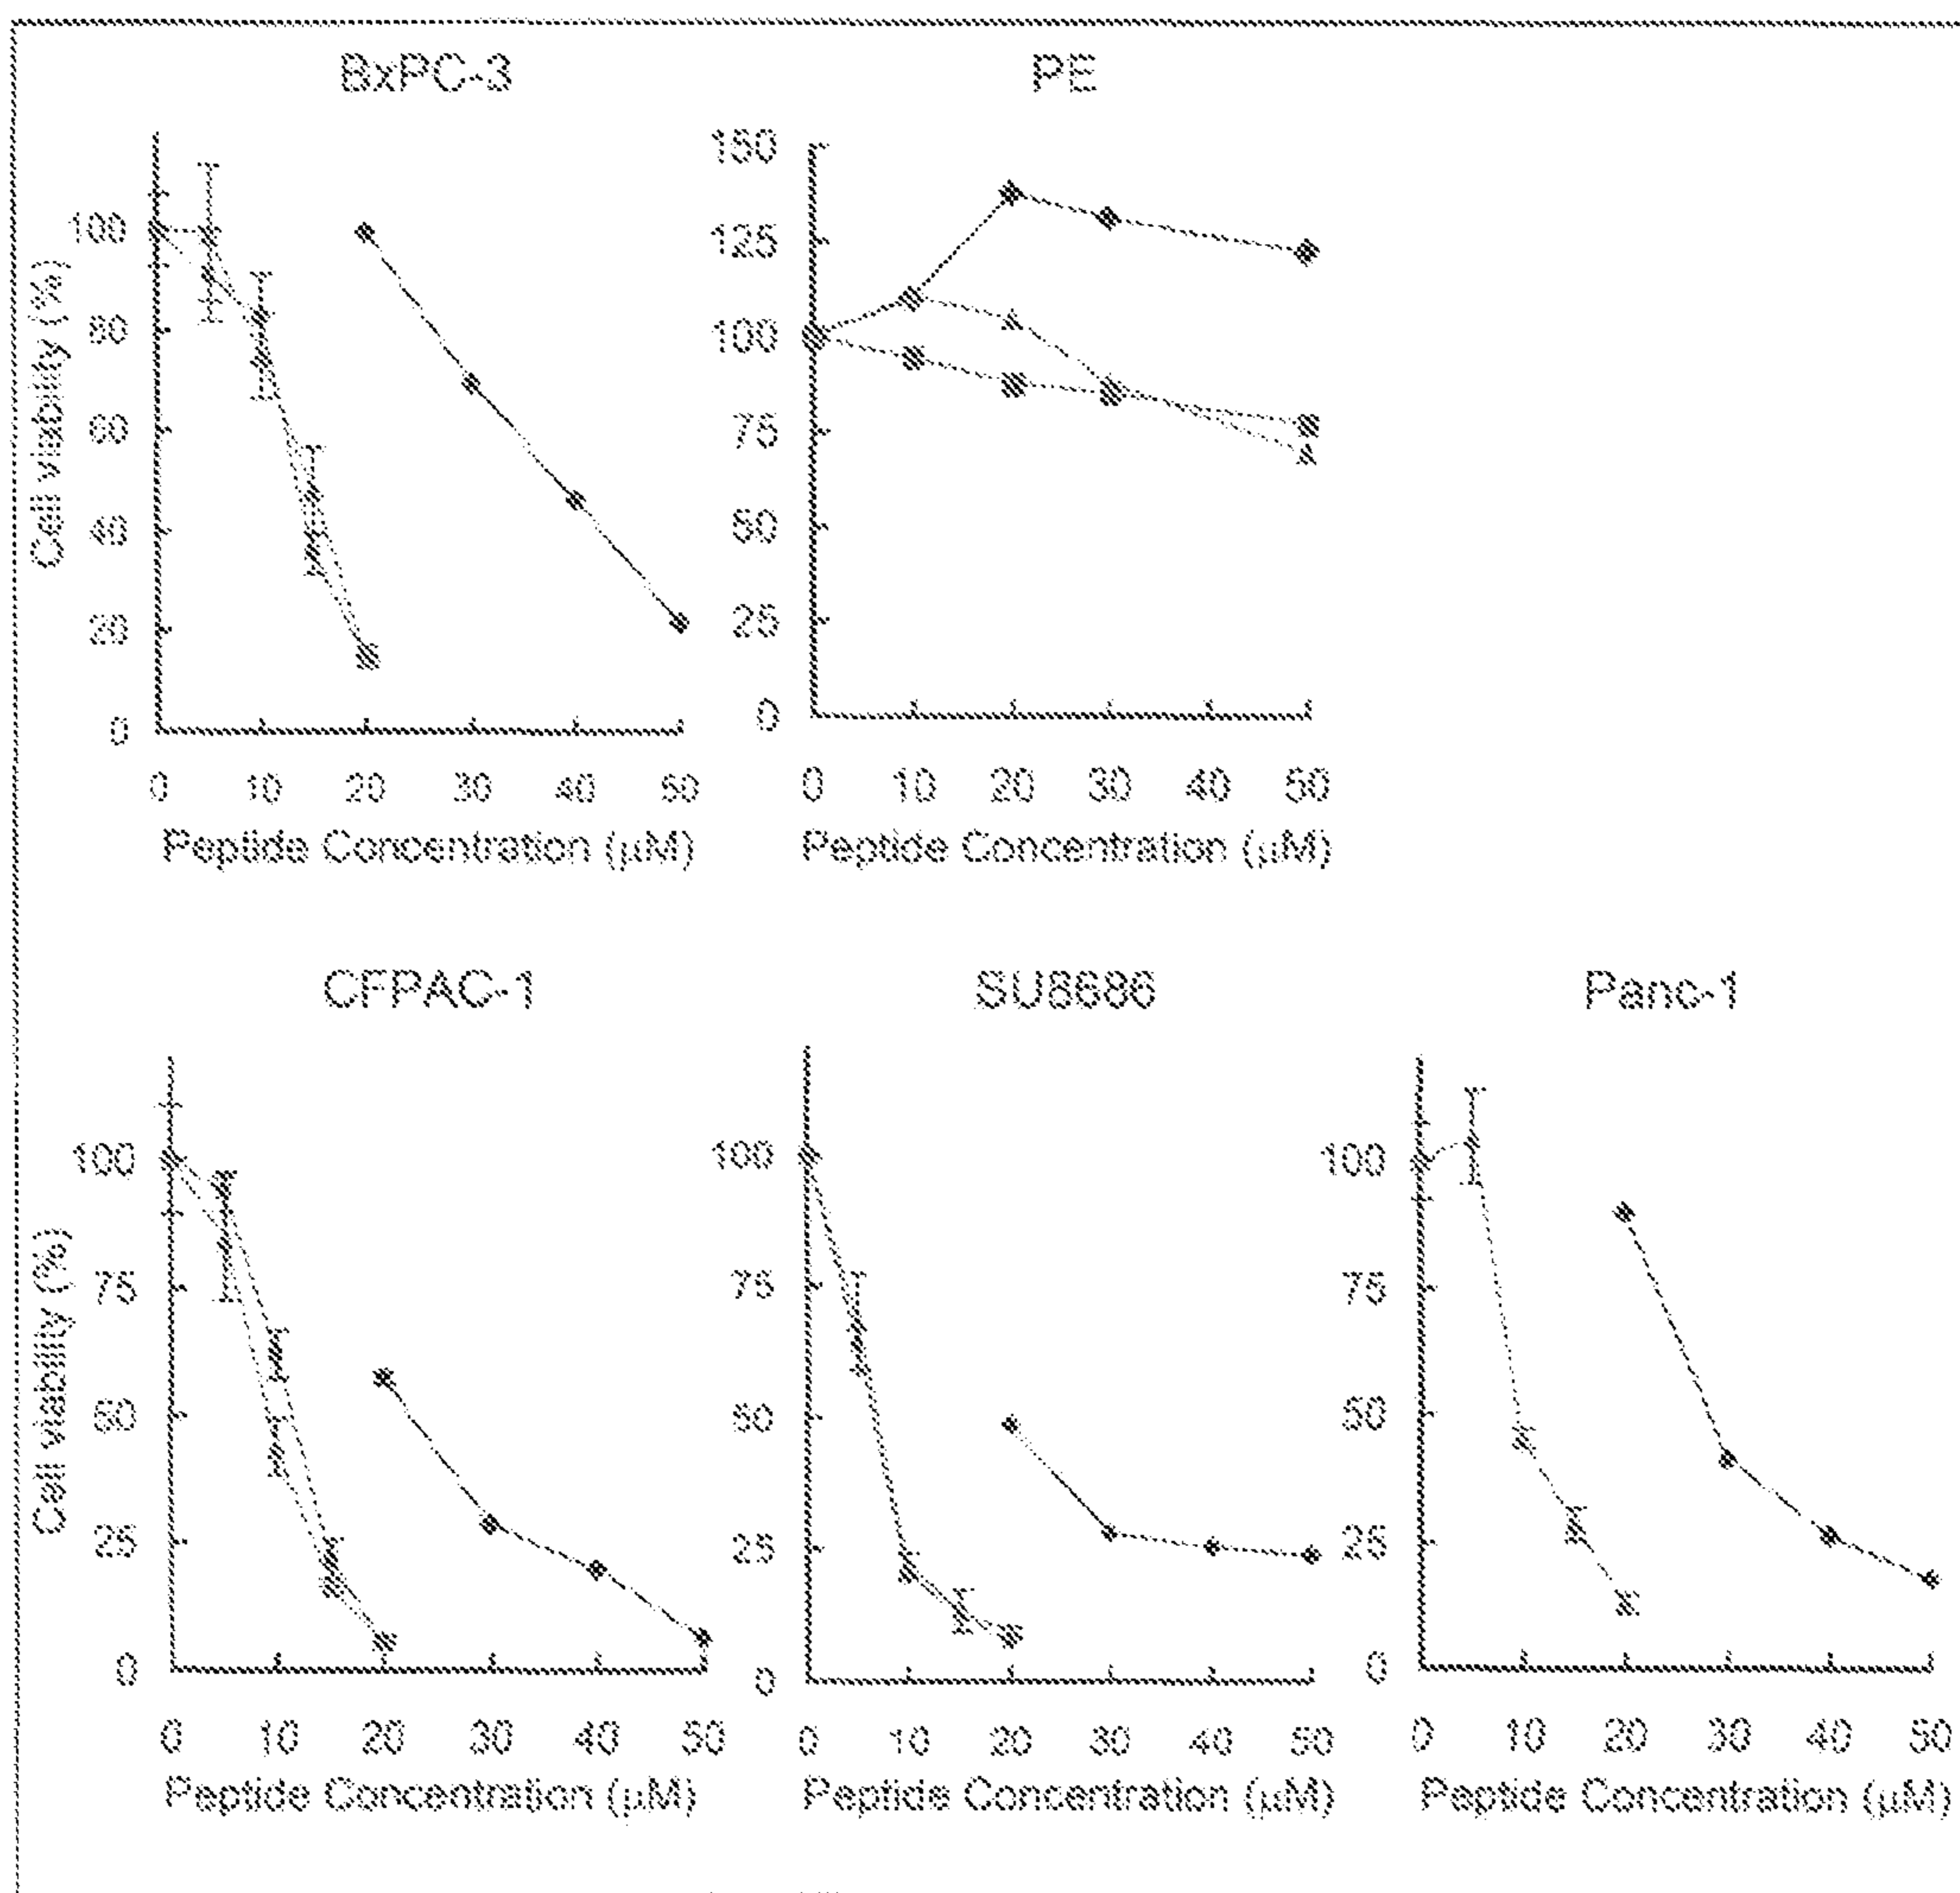 BxPC-3
PE
Cell viability (%)
100
80
60
40
20
0
0 10 20 30 40 50
Peptide Concentration (µM)
150
125
100
75
50
25
0
0 10 20 30 40 50
Peptide Concentration (µM)
CFPAC-1
SU8686
Panc-1
Cell viability (%)
100
75
50
25
0
0 10 20 30 40 50
Peptide Concentration (µM)
100
75
50
25
0
0 10 20 30 40 50
Peptide Concentration (µM)
100
75
50
25
0
0 10 20 30 40 50
Peptide Concentration (µM)